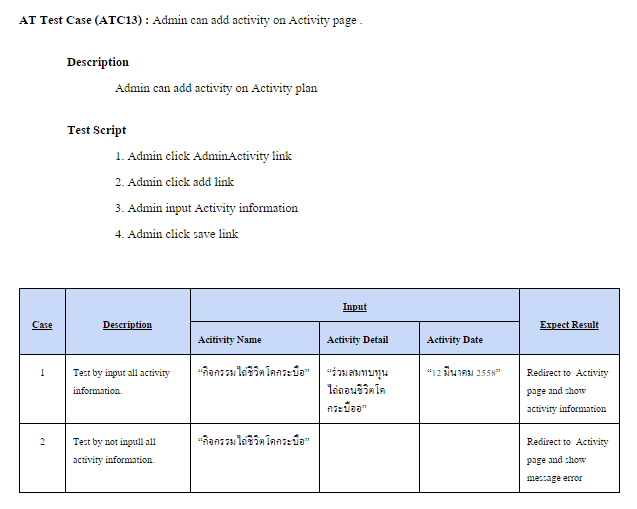 AT Test Case (ATC13) : Admin can add activity on Activity page .
Description
Admin can add activity on Activity plan
Test Script
1. Admin click AdminActivity link
2. Admin click add link
3. Admin input Activity information
4. Admin click save link
Case
Description
Input
Expect Result
Acitivity Name
Activity Detail
Activity Date
1
Test by input all activity
information.
“กิจกรรมไถ่ชีวิตโคกระบือ”
“ร่วมสมทบทุน
ไถ่ถอนชีวิตโค
กระบืออ”
“12 มีนาคม 2558”
Redirect to Activity
page and show
activity information
2
Test by not inpull all
activity information.
“กิจกรรมไถ่ชีวิตโคกระบือ”
Redirect to Activity
page and show
message error